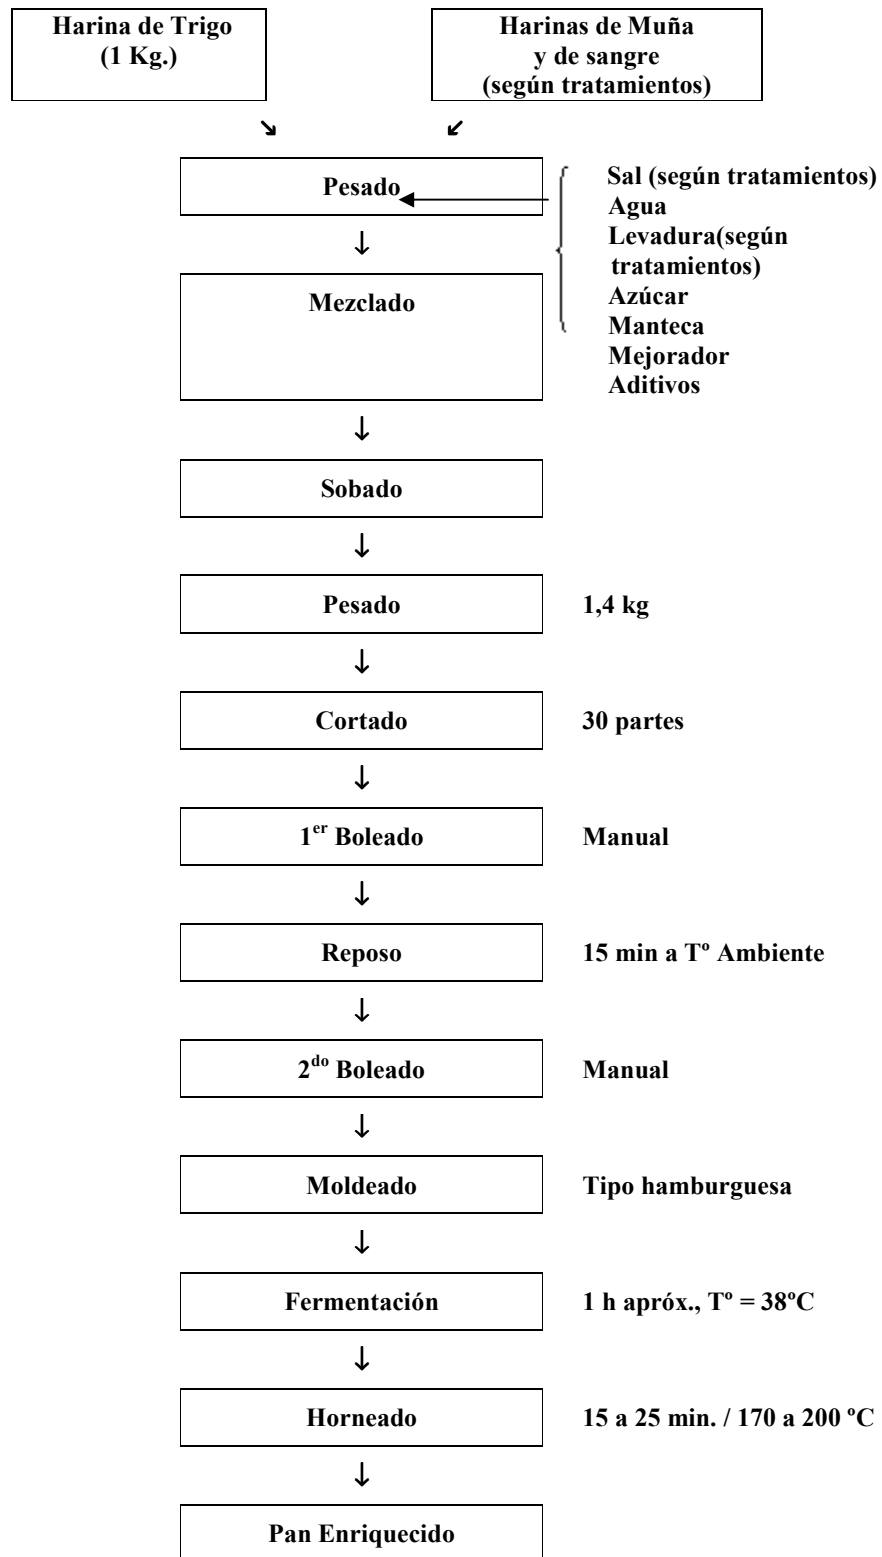 Harina de Trigo
(1 Kg.)
Harinas de Muña
y de sangre
(según tratamientos)
Pesado
Sal (según tratamientos)
Agua
Levadura(según
tratamientos)
Azúcar
Manteca
Mejorador
Aditivos
Mezclado
Sobado
Pesado
1,4 kg
Cortado
30 partes
1er Boleado
Manual
Reposo
15 min a Tº Ambiente
2do Boleado
Manual
Moldeado
Tipo hamburguesa
Fermentación
1 h apróx., Tº = 38ºC
Horneado
15 a 25 min. / 170 a 200 ºC
Pan Enriquecido